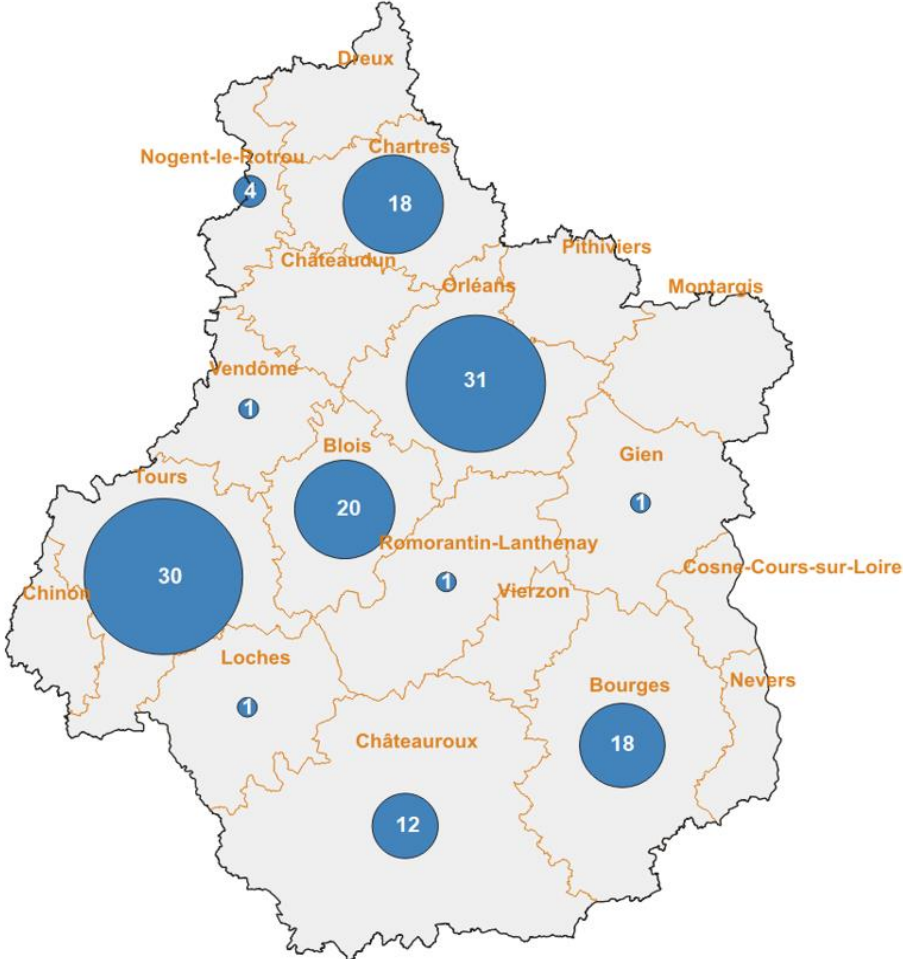 Dreux
Chartres
Nogent-le-Rotrou
4
18
Pithiviers
Châteaudun
Orléans
Montargis
Vendôme
31
1
Blois
Gien
Tours
20
1
Romorantin-Lanthenay
Cosne-Cours-sur-Loire
30
1
Vierzon
Chinon
Loches
Nevers
Bourges
1
Châteauroux
18
12